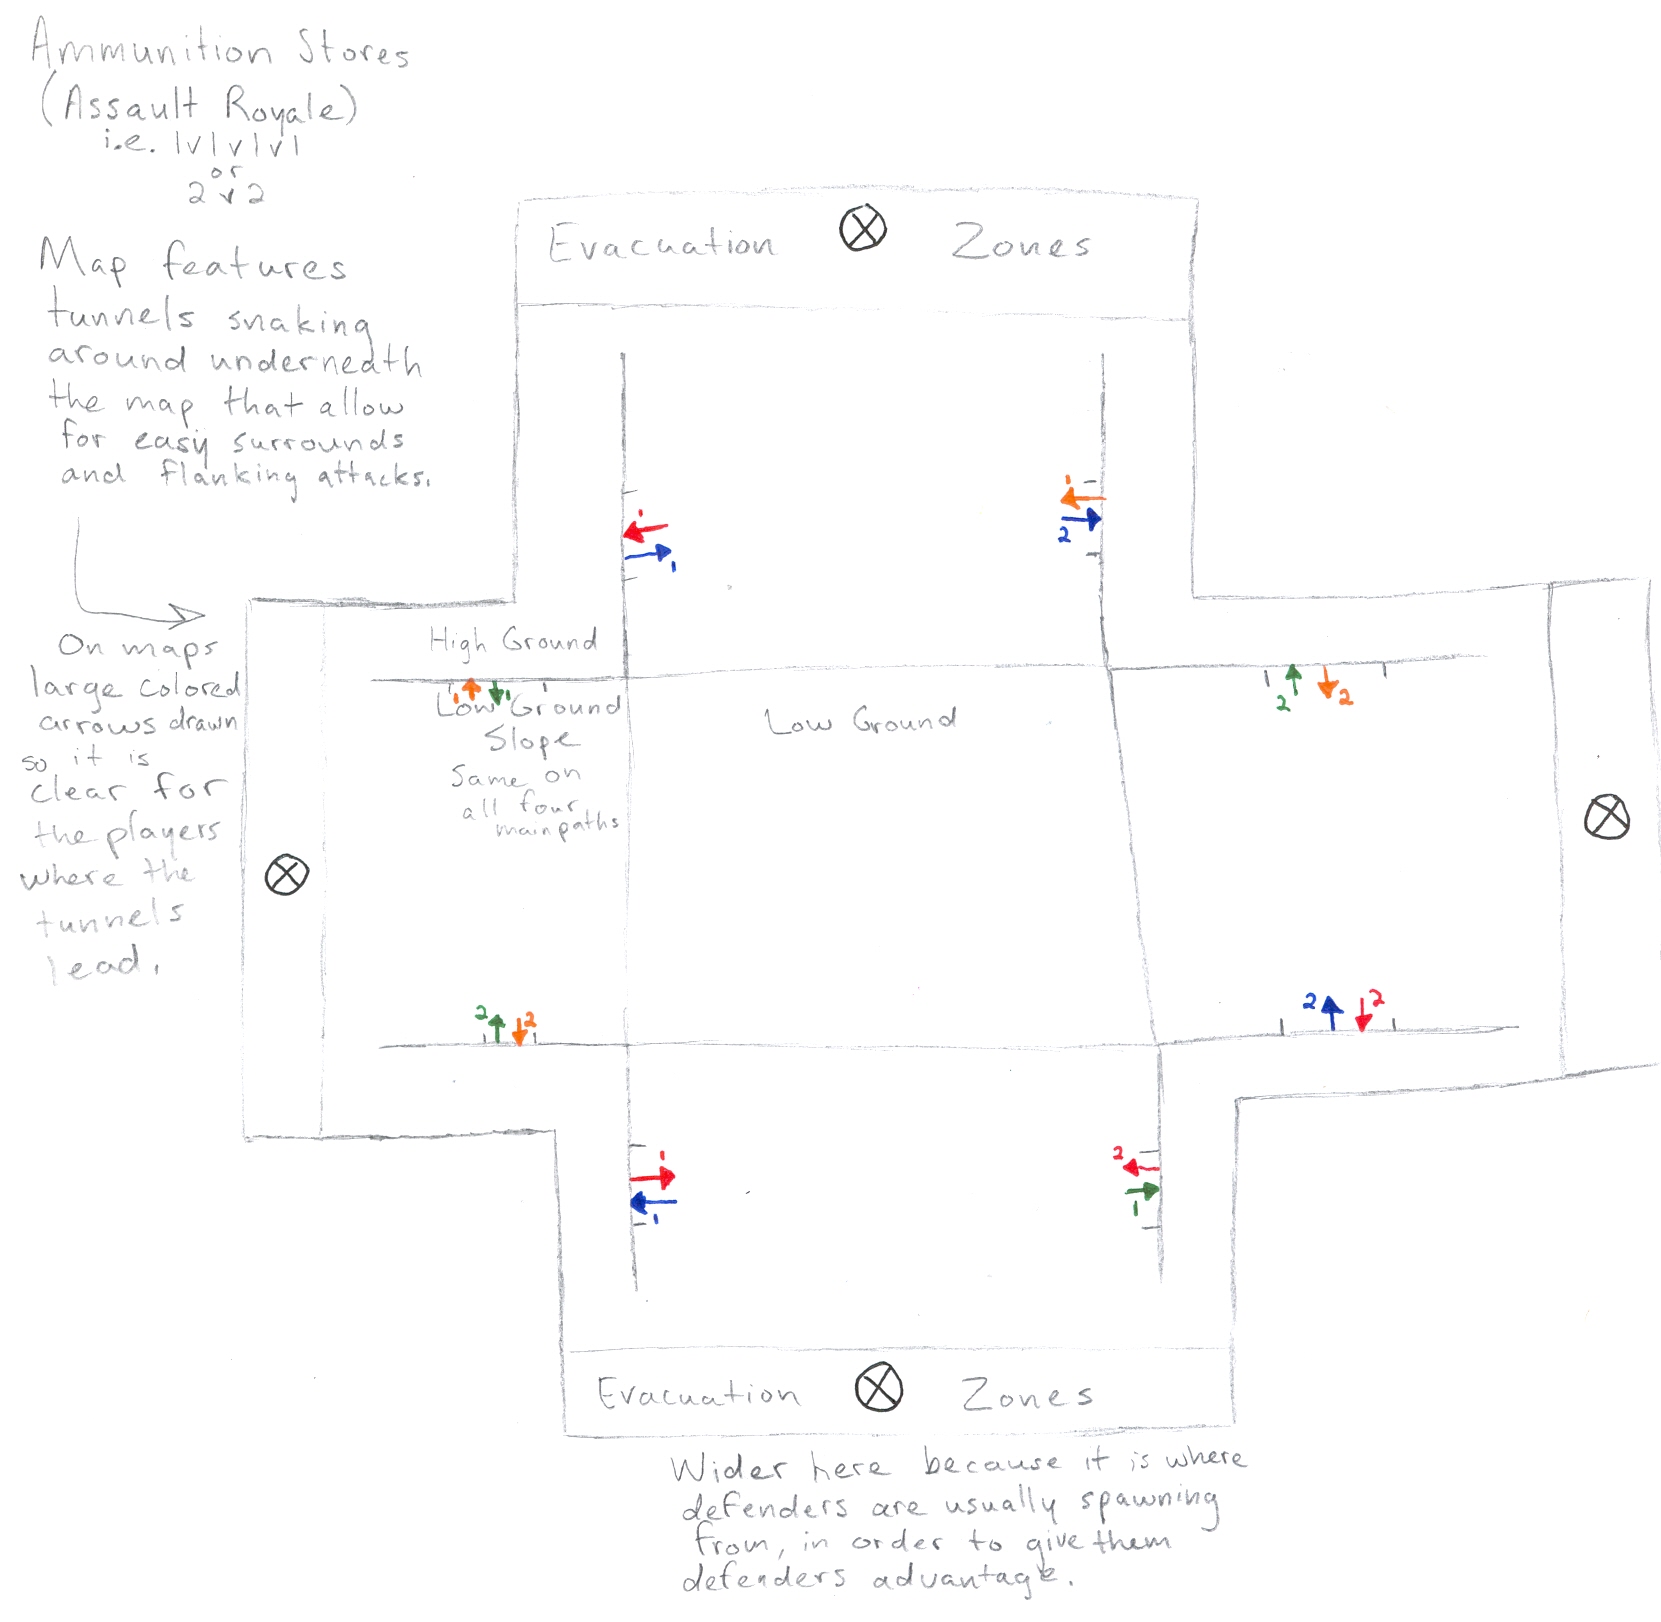 Ammunition Stores
(Assault Royale)
i.e. 1v1v1v1
or
2v2
Map features
tunnels snaking
around underneath
the map that allow
for easy surrounds
and flanking attacks.
On maps
large colored
arrows drawn
so it is
clear for
the players
where the
tunnels
lead.
Evacuation Zones
1
1
1
2
High Ground
1 1
Low Ground
Slope
Same on
all four
main paths
Low Ground
2 2
2 2
2 2
1
1
2
1
Evacuation Zones
Wider here because it is where
defenders are usually spawning
from, in order to give them
defenders advantage.